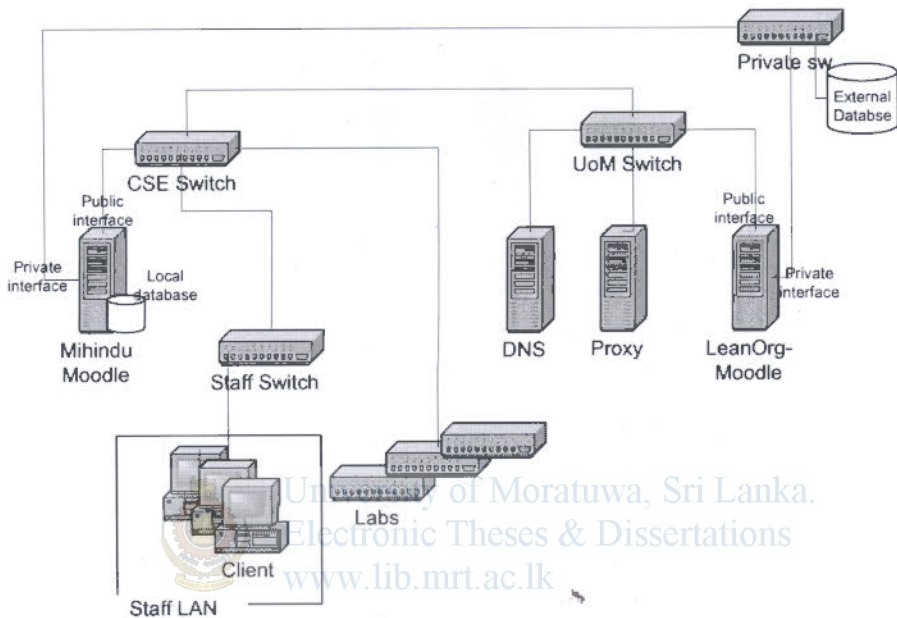 Private sw
External
Databse
UoM Switch
CSE Switch
Public
interface
Public
interface
Private
interface
Local
database
Private
interface
Mihindu
Moodle
DNS
Proxy
LeanOrg-
Moodle
Staff Switch
Labs
University of Moratuwa, Sri Lanka.
Electronic Theses & Dissertations
www.lib.mrt.ac.lk
Client
Staff LAN